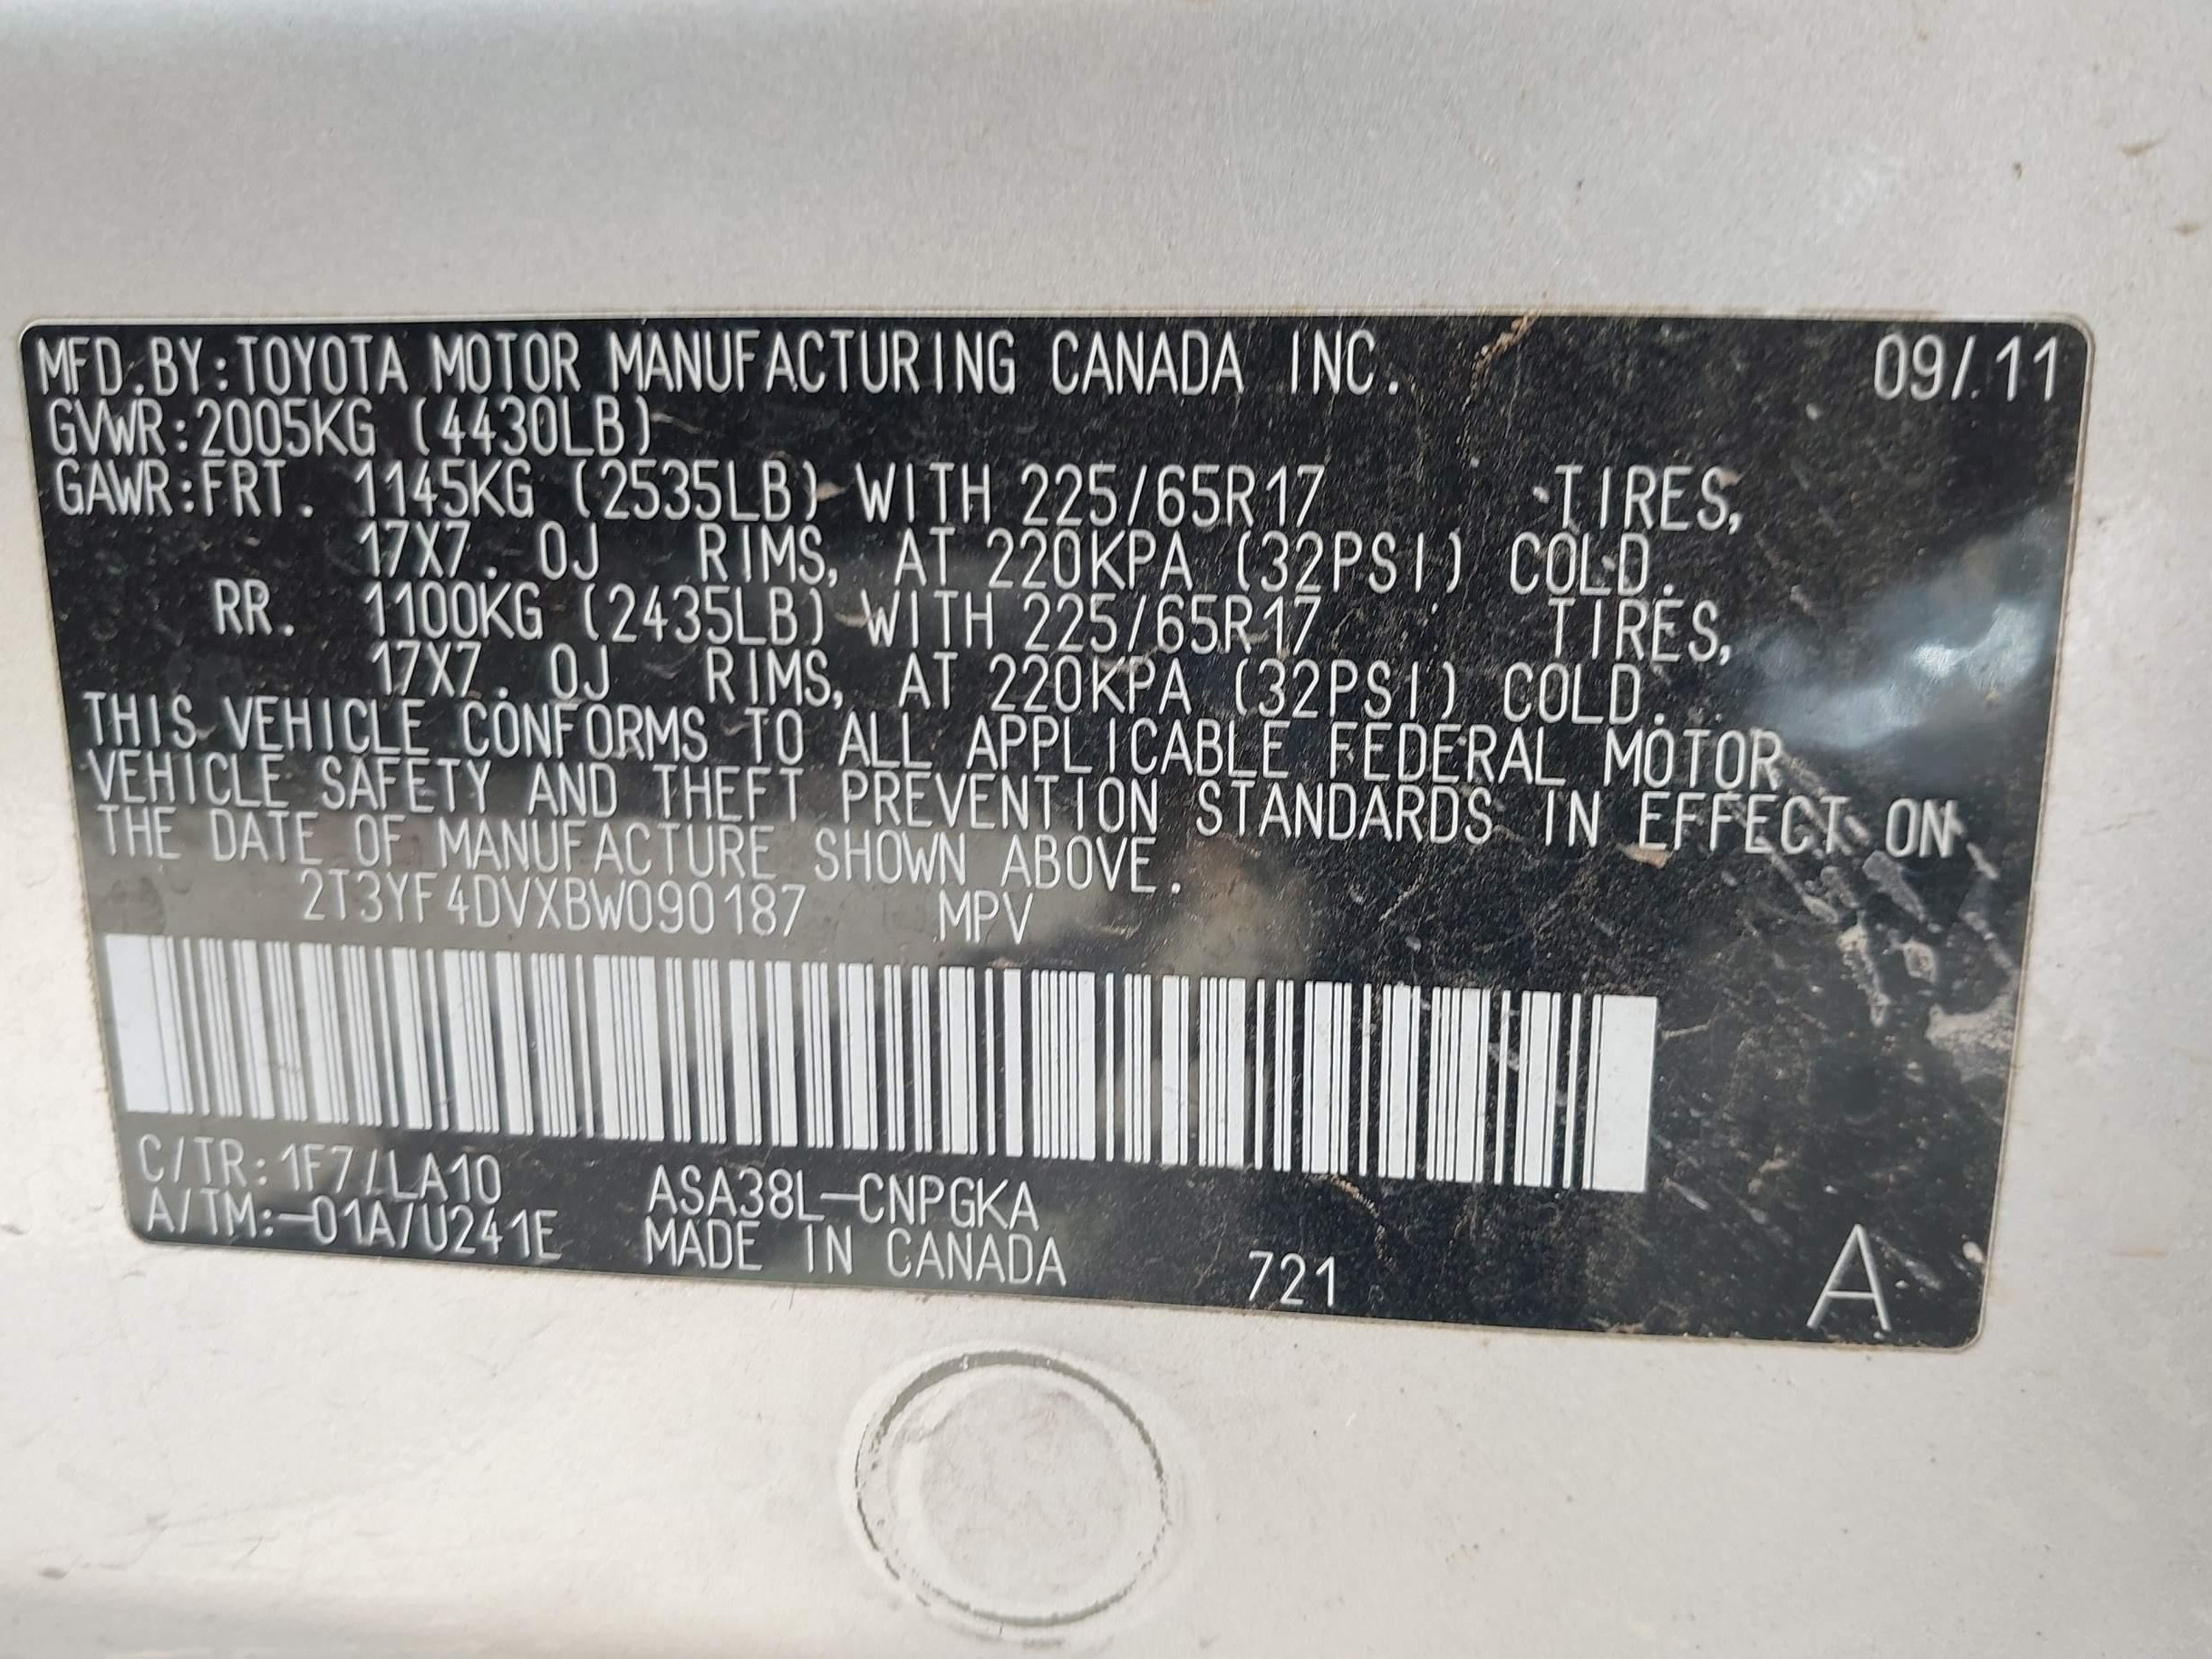 MFD.BY:TOYOTA MOTOR MANUFACTURING CANADA INC. 09/11
GVWR:2005KG (4430LB)
GAWR:FRT. 1145KG (2535LB) WITH 225/65R17 TIRES,
17X7.0J RIMS, AT 220KPA (32PSI) COLD.
RR. 1100KG (2435LB) WITH 225/65R17 TIRES,
17X7.0J RIMS, AT 220KPA (32PSI) COLD.
THIS VEHICLE CONFORMS TO ALL APPLICABLE FEDERAL MOTOR
VEHICLE SAFETY AND THEFT PREVENTION STANDARDS IN EFFECT ON
THE DATE OF MANUFACTURE SHOWN ABOVE.
2T3YF4DVXBW090187 MPV
C/TR:1F7/LA10 ASA38L-CNPGKA
A/TM:-01A/U241E MADE IN CANADA 721 A